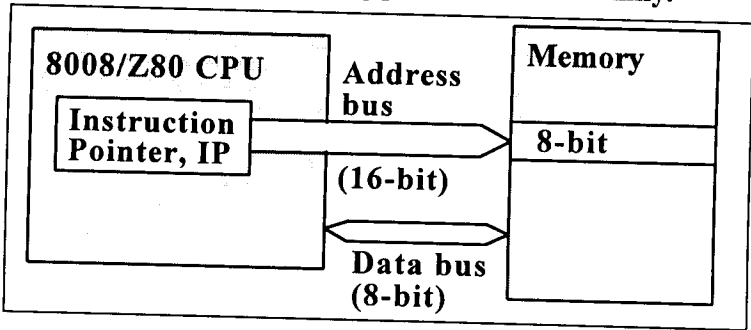 8008/Z80 CPU
Instruction
Pointer, IP
Address
bus
(16-bit)
Data bus
(8-bit)
Memory
8-bit